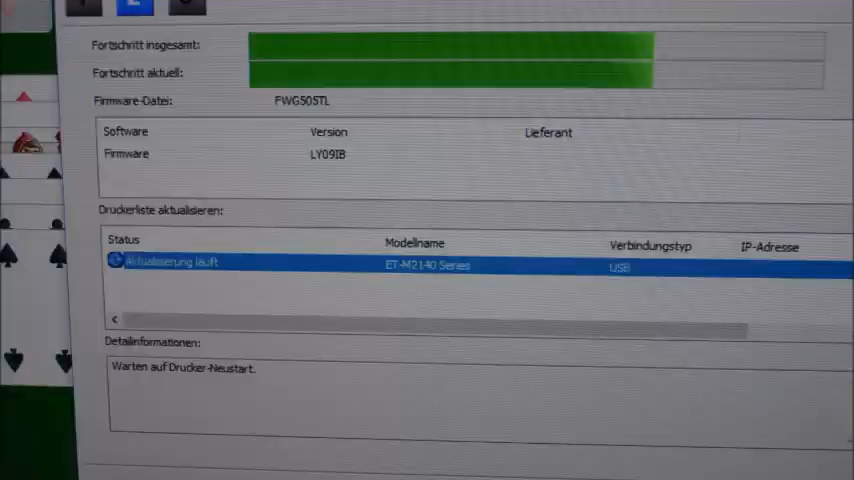 2
Fortschritt insgesamt:
Fortschritt aktuell:
Firmware-Datei: FWG505TL
Software Version Lieferant
Firmware LY09IB
Druckerliste aktualisieren:
Status Modellname Verbindungstyp IP-Adresse
Aktualisierung läuft ET-M2140 Series USB
Detailinformationen:
Warten auf Drucker-Neustart.